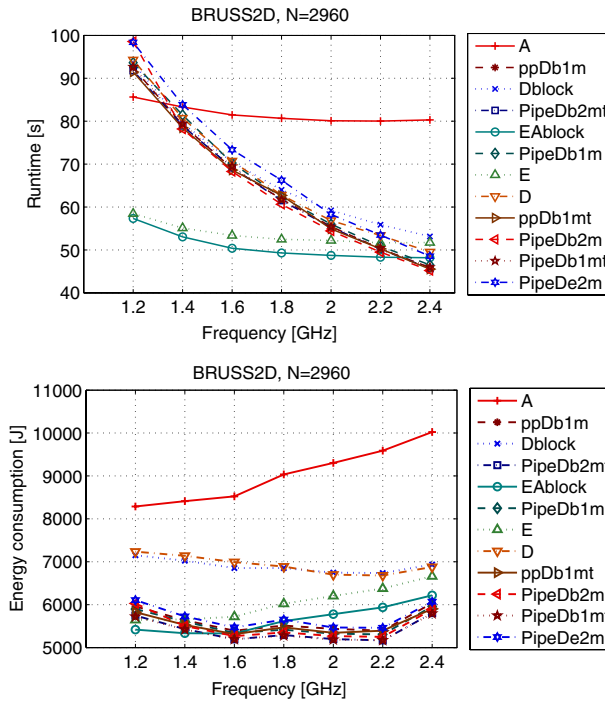 BRUSS2D, N=2960
100
90
80
70
60
50
40
Runtime [s]
1.2 1.4 1.6 1.8 2 2.2 2.4
Frequency [GHz]
A
ppDb1m
Dblock
PipeDb2mt
EAblock
PipeDb1m
E
D
ppDb1mt
PipeDb2m
PipeDb1mt
PipeDe2m
BRUSS2D, N=2960
11000
10000
9000
8000
7000
6000
5000
Energy consumption [J]
1.2 1.4 1.6 1.8 2 2.2 2.4
Frequency [GHz]
A
ppDb1m
Dblock
PipeDb2mt
EAblock
PipeDb1m
E
D
ppDb1mt
PipeDb2m
PipeDb1mt
PipeDe2m